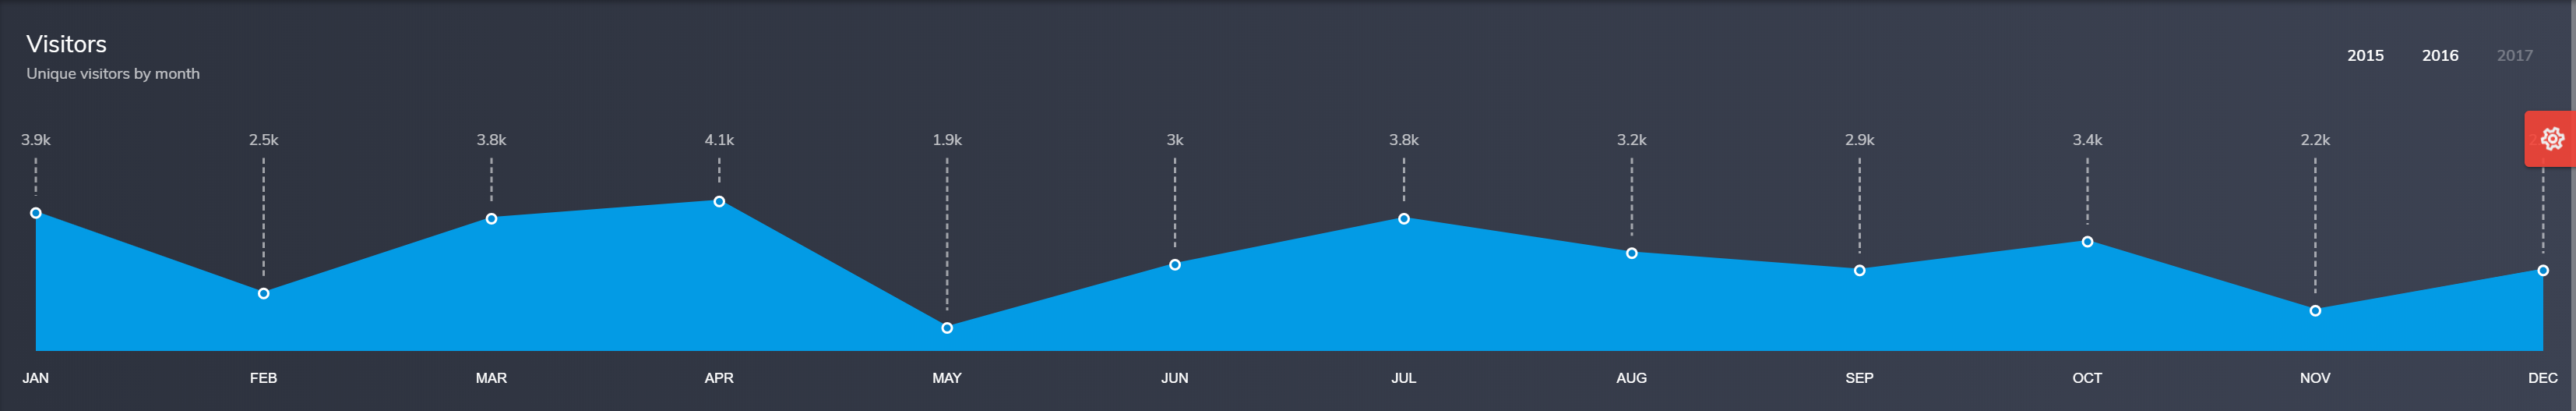 Visitors
Unique visitors by month
2015 2016 2017
3.9k 2.5k 3.8k 4.1k 1.9k 3k 3.8k 3.2k 2.9k 3.4k 2.2k
JAN FEB MAR APR MAY JUN JUL AUG SEP OCT NOV DEC